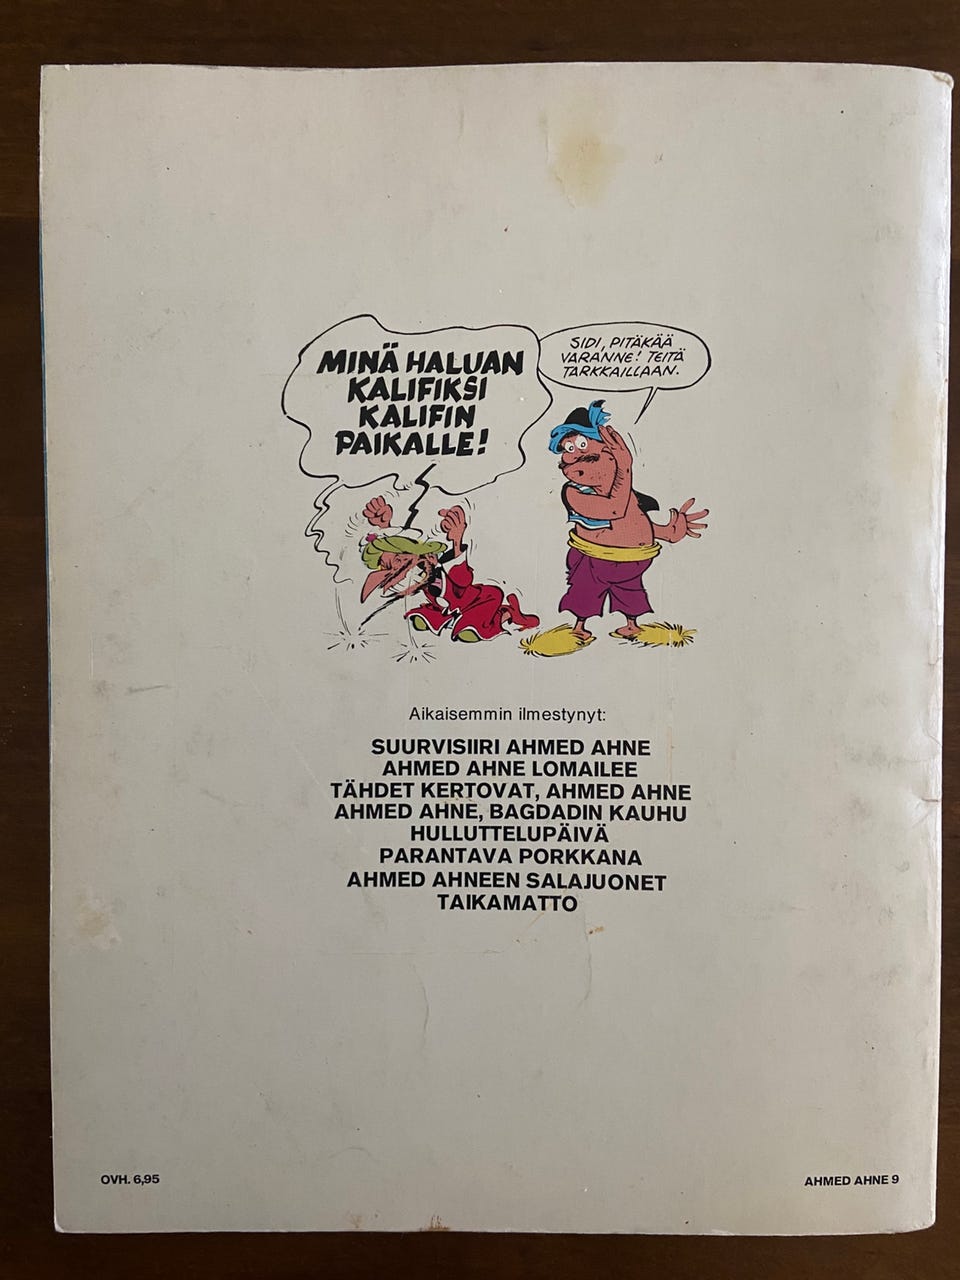 MINÄ HALUAN
KALIFIKSI
KALIFIN
PAIKALLE!
SIDI, PITÄKÄÄ
VARANNE! TEITÄ
TARKKAILLAAN.
Aikaisemmin ilmestynyt:
SUURVISIIRI AHMED AHNE
AHMED AHNE LOMAILEE
TÄHDET KERTOVAT, AHMED AHNE
AHMED AHNE, BAGDADIN KAUHU
HULLUTTELUPÄIVÄ
PARANTAVA PORKKANA
AHMED AHNEEN SALAJUONET
TAIKAMATTO
OVH. 6,95
AHMED AHNE 9